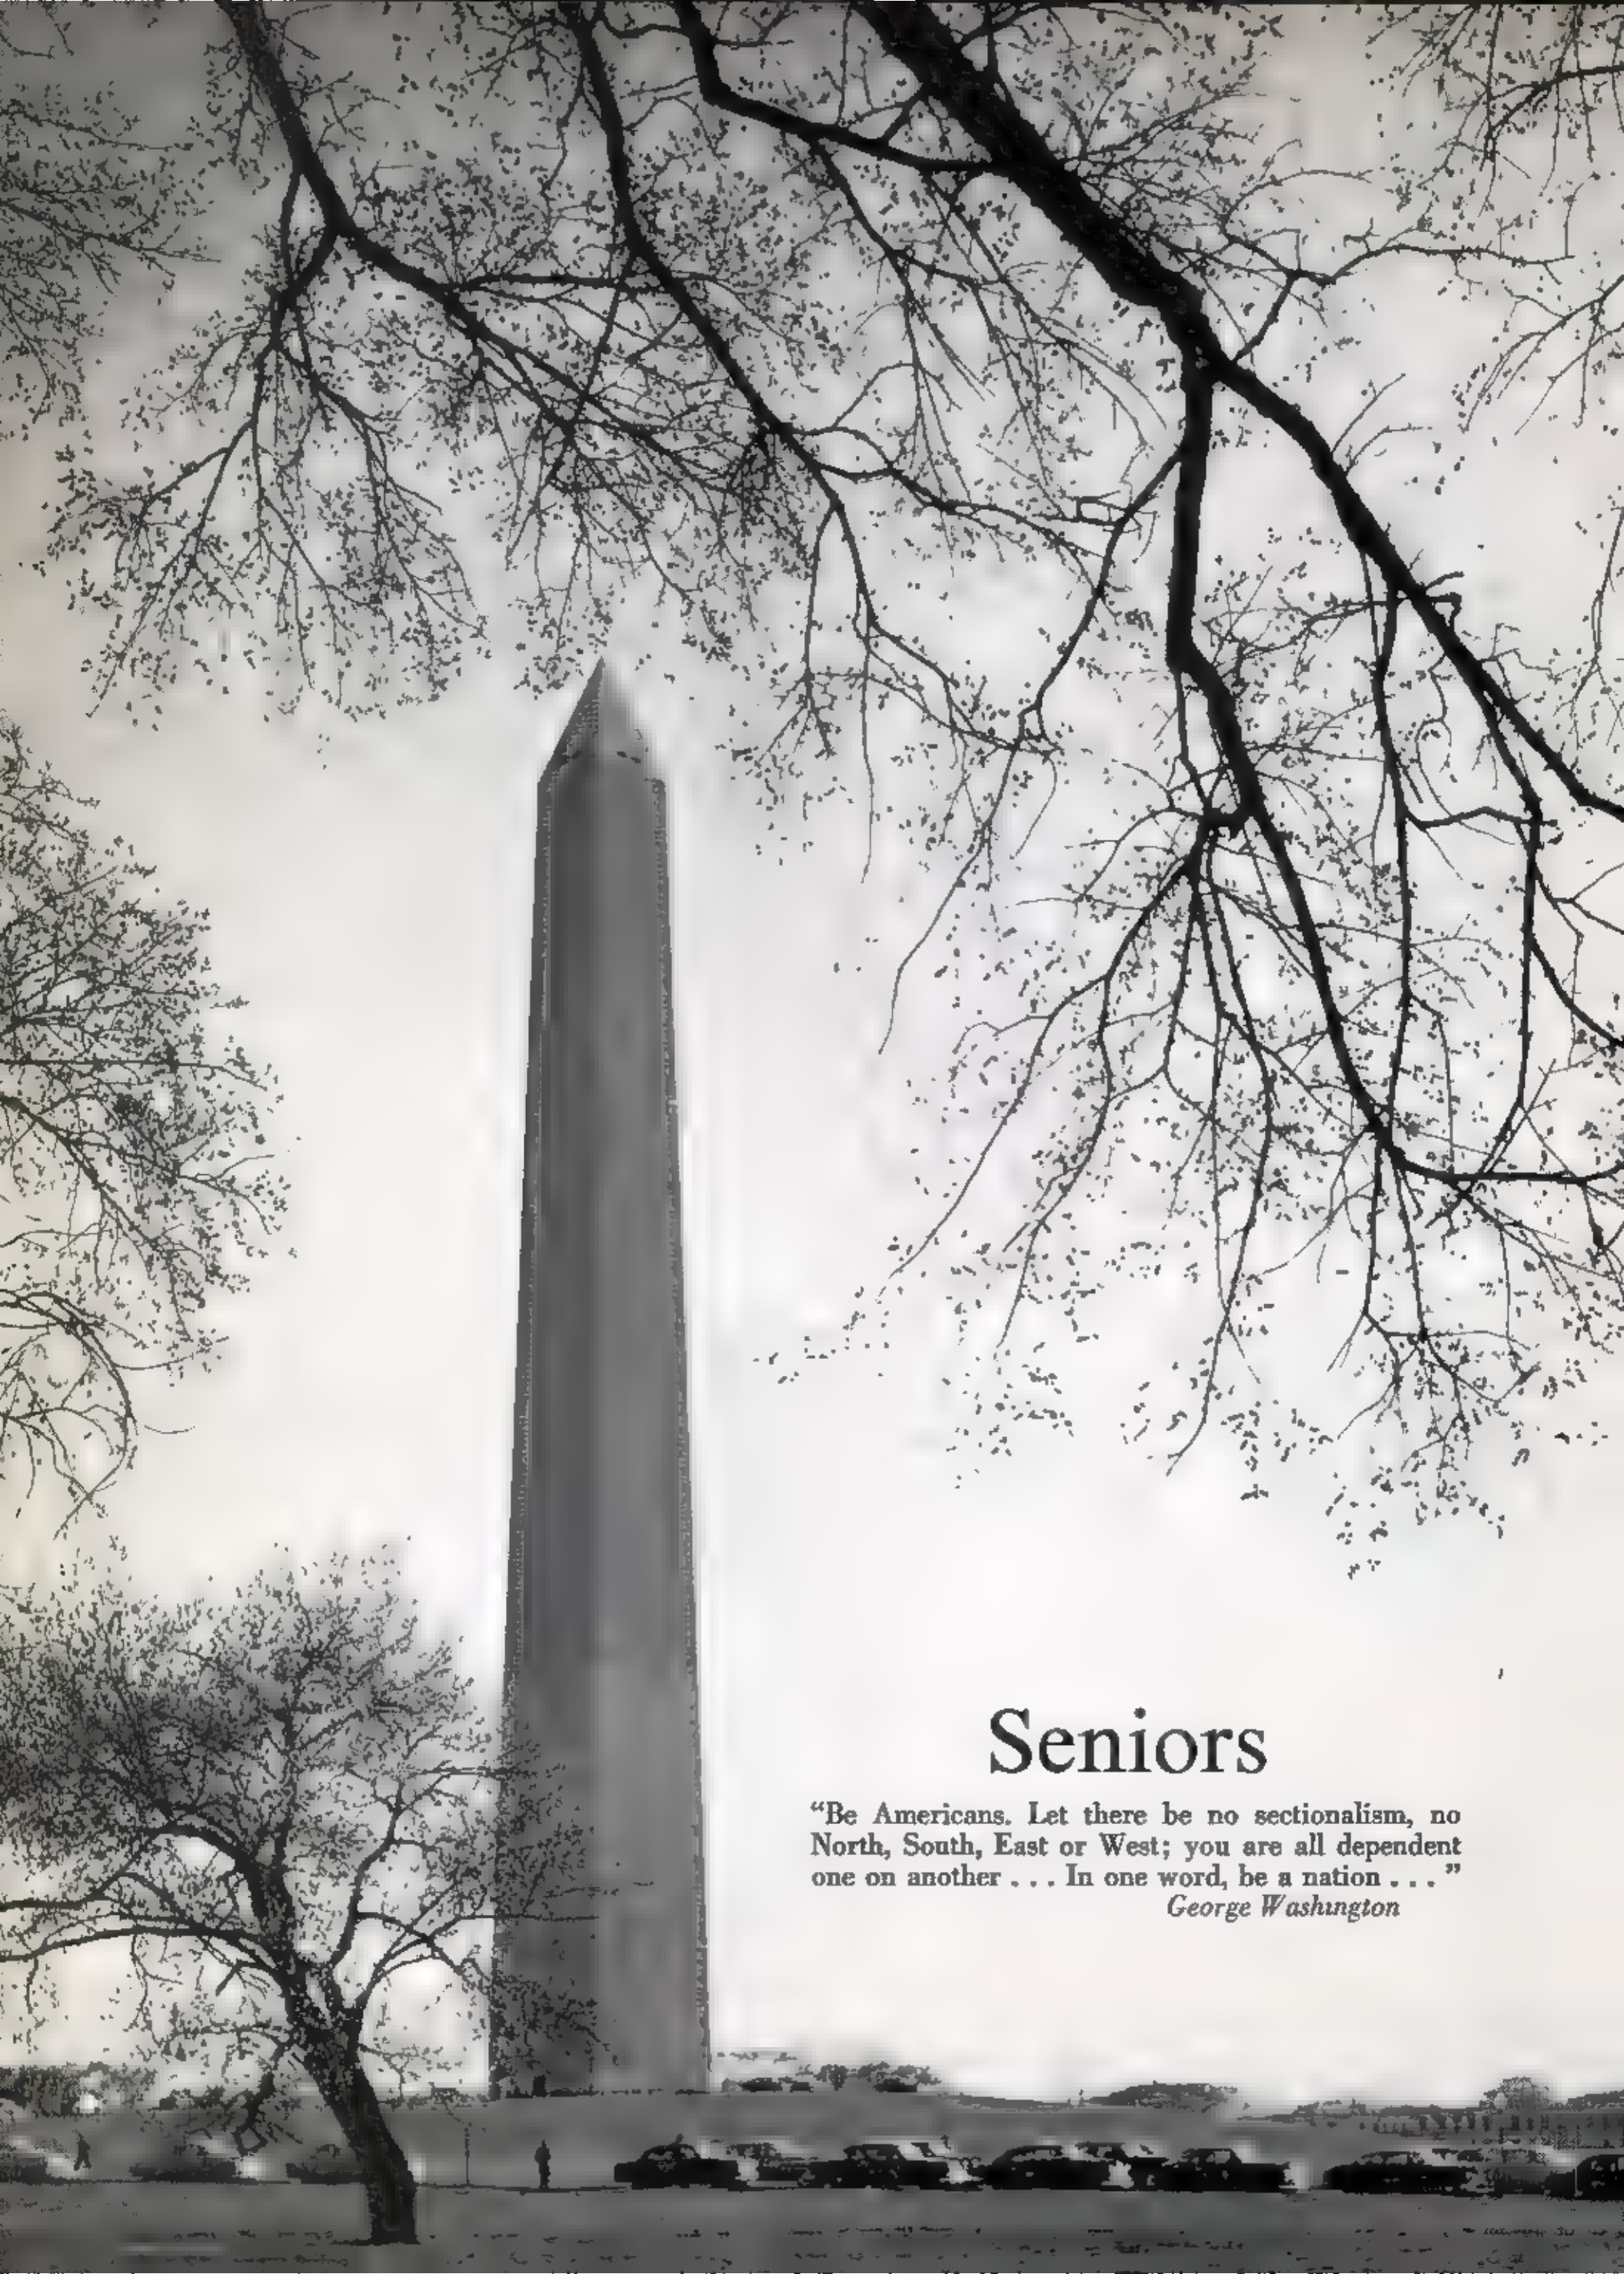 Seniors
“Be Americans. Let there be no sectionalism, no
North, South, East or West; you are all dependent
one on another . . . In one word, be a nation . . . ”
George Washington